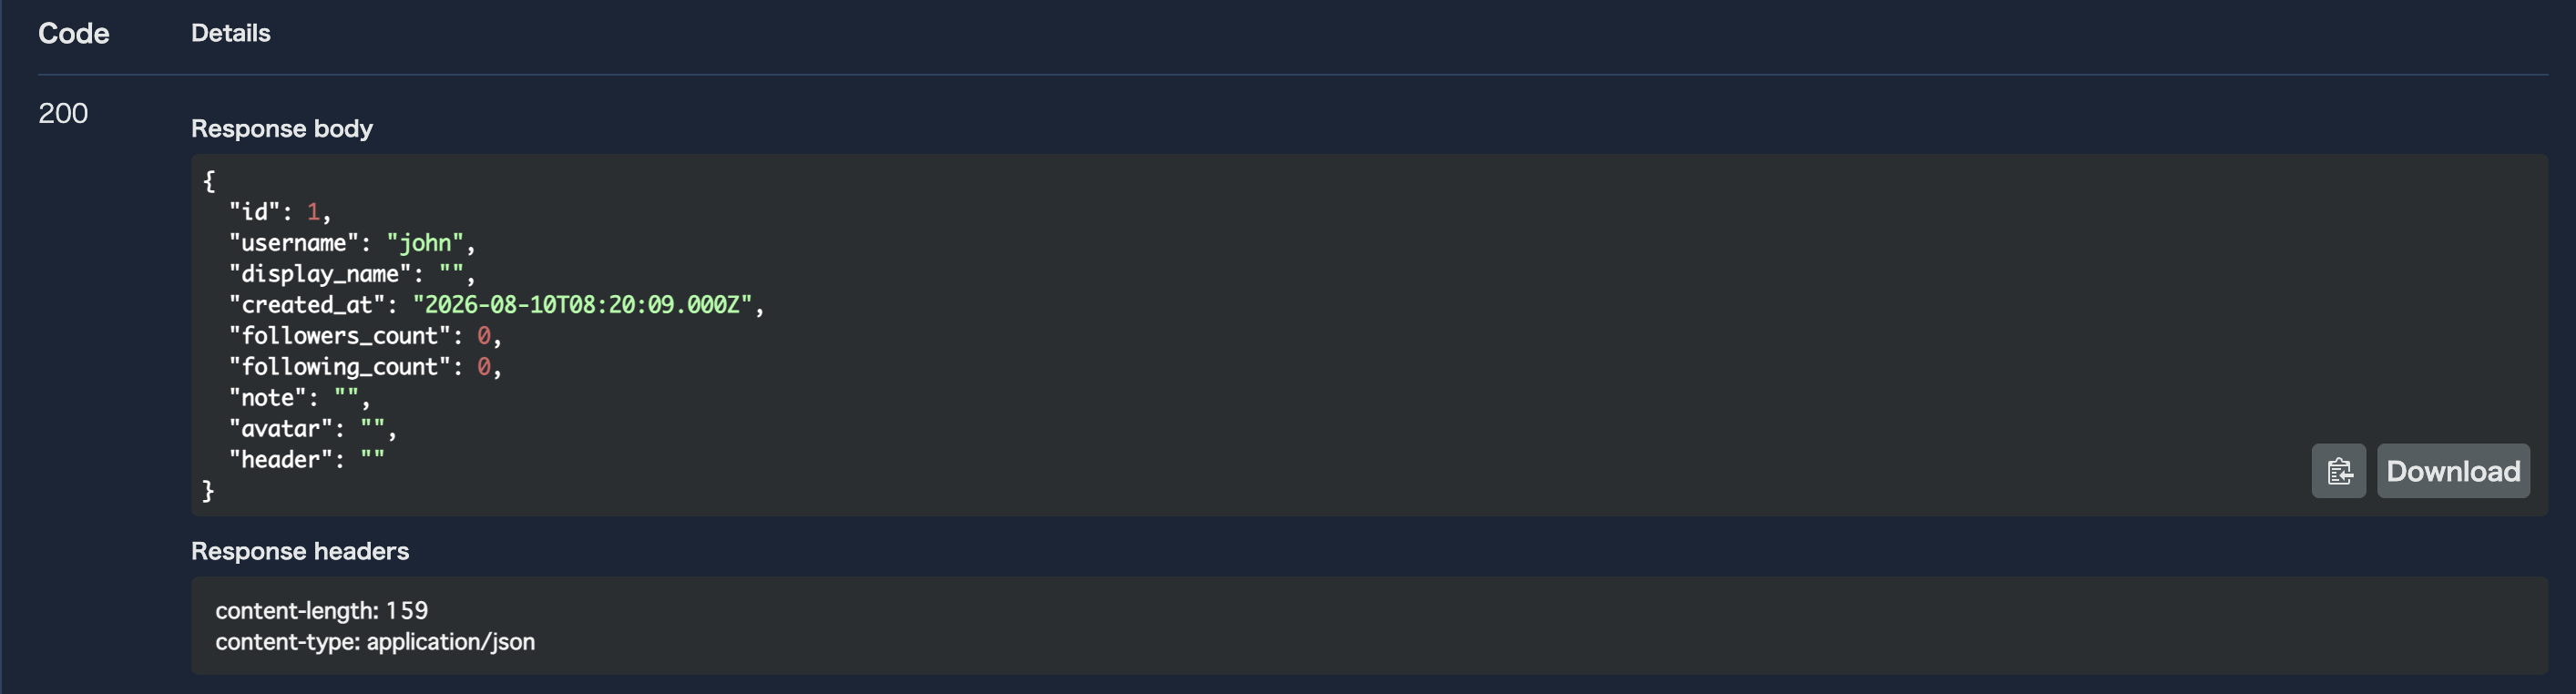 Code Details
200
Response body
{
  "id": 1,
  "username": "john",
  "display_name": "",
  "created_at": "2026-08-10T08:20:09.000Z",
  "followers_count": 0,
  "following_count": 0,
  "note": "",
  "avatar": "",
  "header": ""
}
Download
Response headers
content-length: 159
content-type: application/json